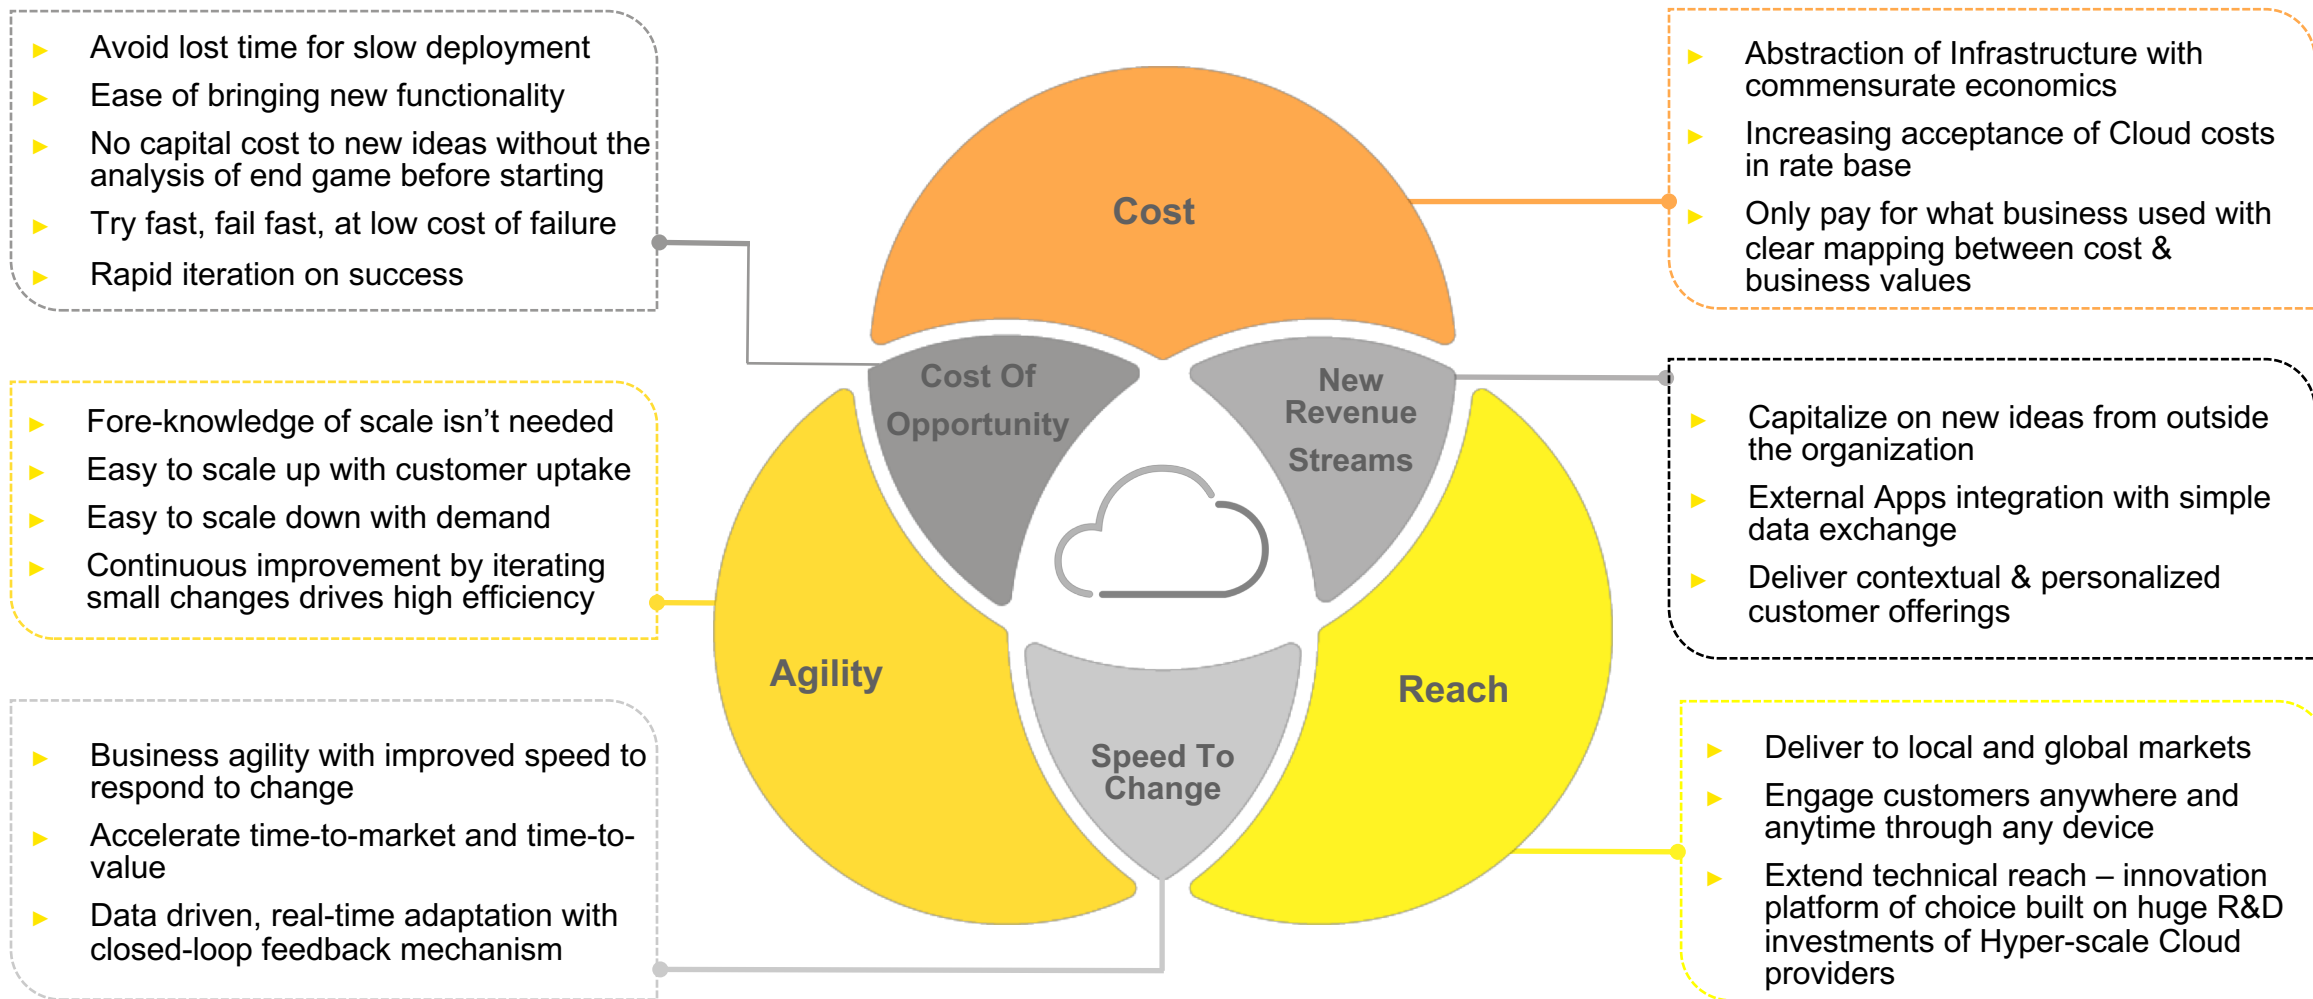 Avoid lost time for slow deployment
Ease of bringing new functionality
No capital cost to new ideas without the
analysis of end game before starting
Try fast, fail fast, at low cost of failure
Rapid iteration on success
Fore-knowledge of scale isn’t needed
Easy to scale up with customer uptake
Easy to scale down with demand
Continuous improvement by iterating
small changes drives high efficiency
Business agility with improved speed to
respond to change
Accelerate time-to-market and time-to-
value
Data driven, real-time adaptation with
closed-loop feedback mechanism
Cost
Cost Of
Opportunity
New
Revenue
Streams
Agility
Reach
Speed To
Change
Abstraction of Infrastructure with
commensurate economics
Increasing acceptance of Cloud costs
in rate base
Only pay for what business used with
clear mapping between cost &
business values
Capitalize on new ideas from outside
the organization
External Apps integration with simple
data exchange
Deliver contextual & personalized
customer offerings
Deliver to local and global markets
Engage customers anywhere and
anytime through any device
Extend technical reach – innovation
platform of choice built on huge R&D
investments of Hyper-scale Cloud
providers